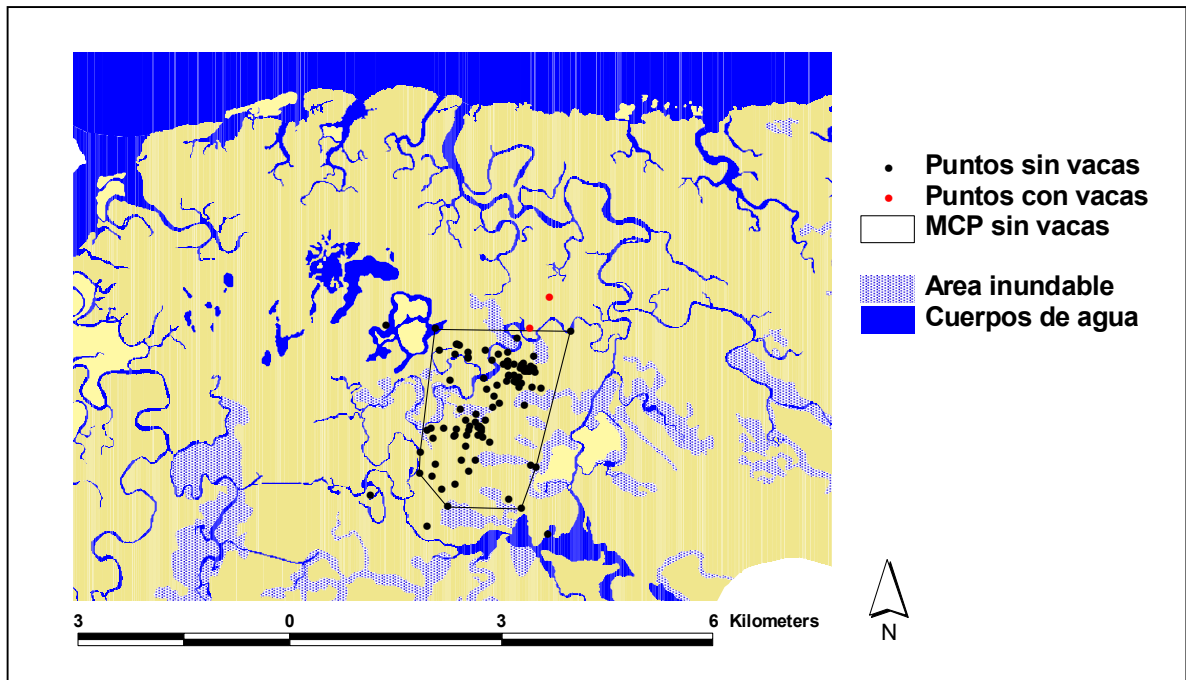 Puntos sin vacas
Puntos con vacas
MCP sin vacas
Area inundable
Cuerpos de agua
3 0 3 6 Kilometers
N